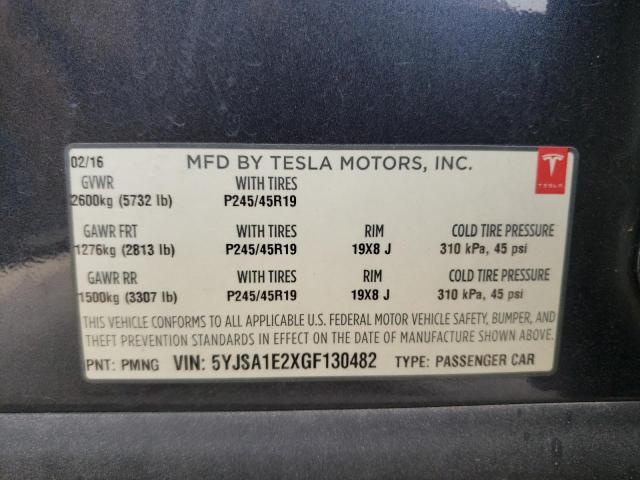 02/16 MFD BY TESLA MOTORS, INC.
TESLA
GVWR WITH TIRES
2600kg (5732 lb) P245/45R19
GAWR FRT WITH TIRES RIM COLD TIRE PRESSURE
1276kg (2813 lb) P245/45R19 19X8 J 310 kPa, 45 psi
GAWR RR WITH TIRES RIM COLD TIRE PRESSURE
1500kg (3307 lb) P245/45R19 19X8 J 310 kPa, 45 psi
THIS VEHICLE CONFORMS TO ALL APPLICABLE U.S. FEDERAL MOTOR VEHICLE SAFETY, BUMPER, AND
THEFT PREVENTION STANDARDS IN EFFECT ON THE DATE OF MANUFACTURE SHOWN ABOVE.
PNT: PMNG VIN: 5YJSA1E2XGF130482 TYPE: PASSENGER CAR